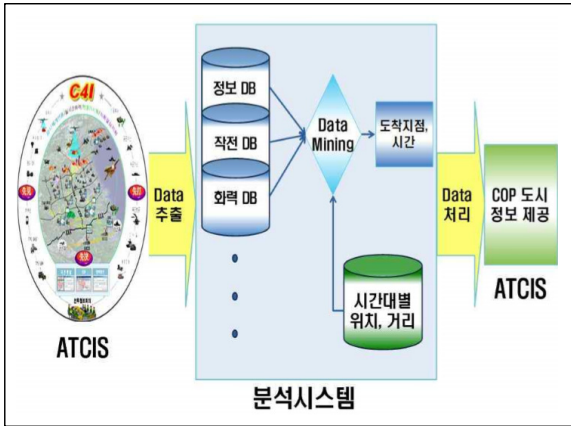 C4I
ATCIS
Data
추출
정보 DB
작전 DB
화력 DB
Data
Mining
도착지점,
시간
시간대별
위치, 거리
분석시스템
Data
처리
COP 도시
정보 제공
ATCIS